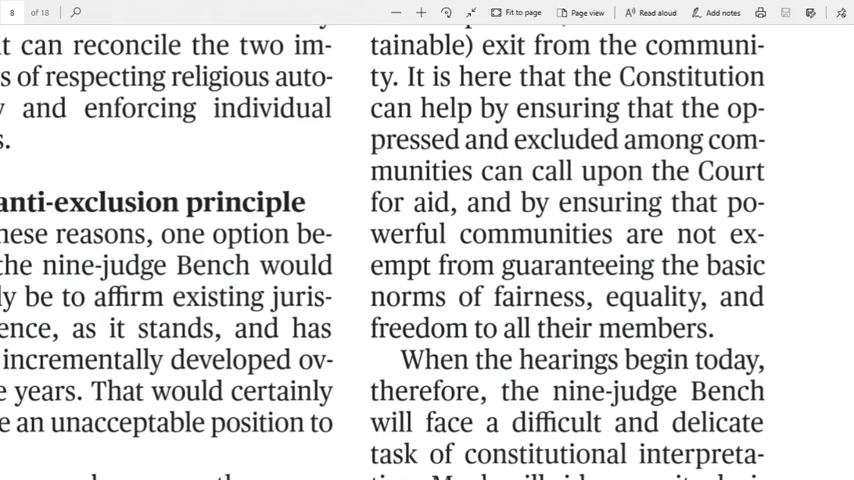 8 of 18 Fit to page Page view Read aloud Add notes
t can reconcile the two im-
s of respecting religious auto-
y and enforcing individual
s.
anti-exclusion principle
hese reasons, one option be-
the nine-judge Bench would
ly be to affirm existing juris-
ence, as it stands, and has
incrementally developed ov-
e years. That would certainly
e an unacceptable position to
tainable) exit from the communi-
ty. It is here that the Constitution
can help by ensuring that the op-
pressed and excluded among com-
munities can call upon the Court
for aid, and by ensuring that po-
werful communities are not ex-
empt from guaranteeing the basic
norms of fairness, equality, and
freedom to all their members.
When the hearings begin today,
therefore, the nine-judge Bench
will face a difficult and delicate
task of constitutional interpreta-